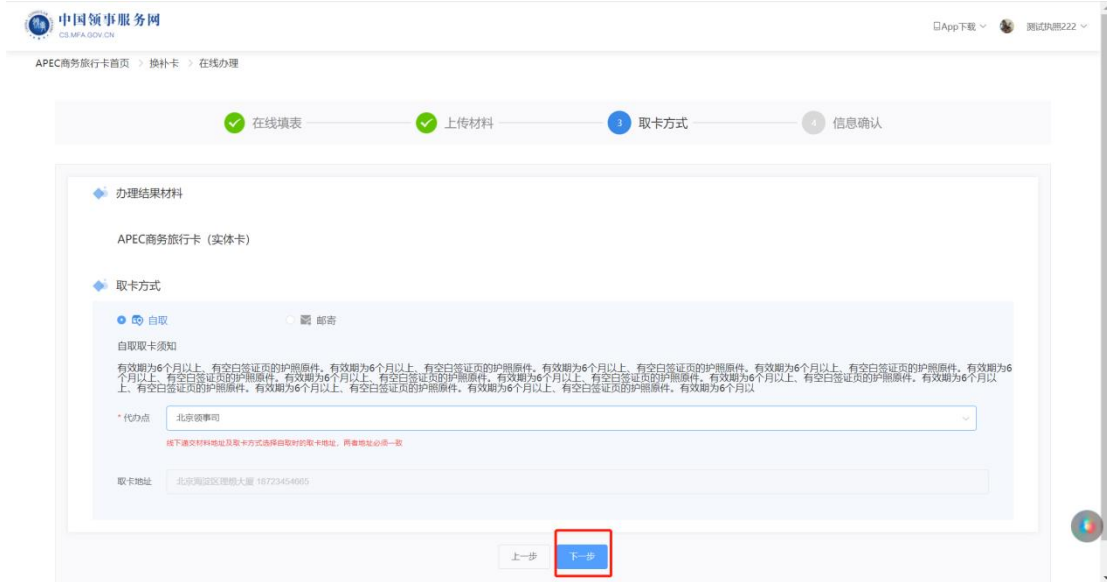 中国领事服务网
CS.MFA.GOV.CN
App下载
测试执照222
APEC商务旅行卡首页 > 换补卡 > 在线办理
在线填表
上传材料
3 取卡方式
4 信息确认
办理结果材料
APEC商务旅行卡（实体卡）
取卡方式
自取
邮寄
自取取卡须知
有效期为6个月以上、有空白签证页的护照原件。有效期为6个月以上、有空白签证页的护照原件。有效期为6个月以上、有空白签证页的护照原件。有效期为6个月以上、有空白签证页的护照原件。有效期为6
个月以上、有空白签证页的护照原件。有效期为6个月以上、有空白签证页的护照原件。有效期为6个月以上、有空白签证页的护照原件。有效期为6个月以上、有空白签证页的护照原件。有效期为6个月以
上、有空白签证页的护照原件。有效期为6个月以上、有空白签证页的护照原件。有效期为6个月以上、有空白签证页的护照原件。有效期为6个月以
* 代办点 北京领事司
线下递交材料地址及取卡方式选择自取时的取卡地址，两者地址必须一致
取卡地址 北京海淀区理想大厦 16723454665
上一步
下一步